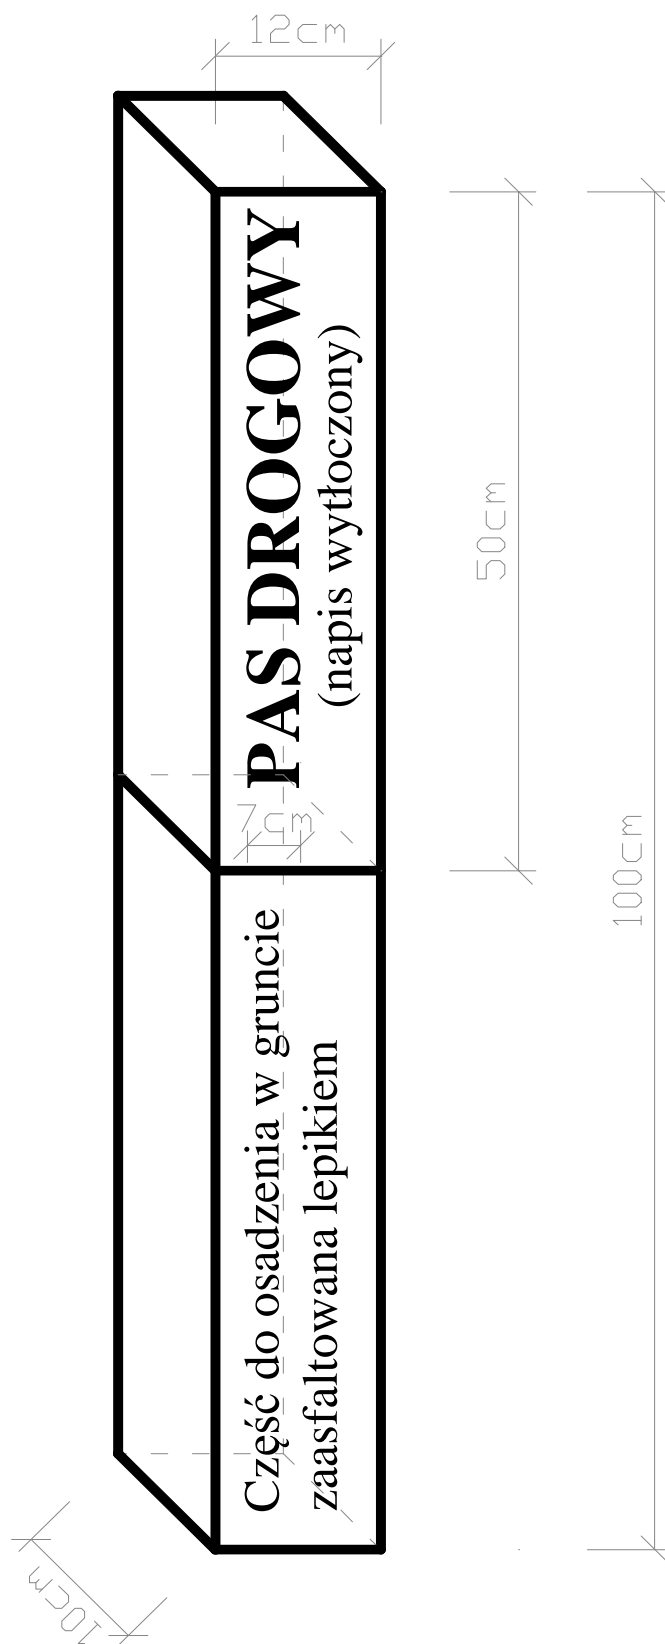 12cm
PAS DROGOWY
(napis wytłoczony)
50cm
7cm
100cm
Część do osadzenia w gruncie
zaasfaltowana lepikiem
10cm